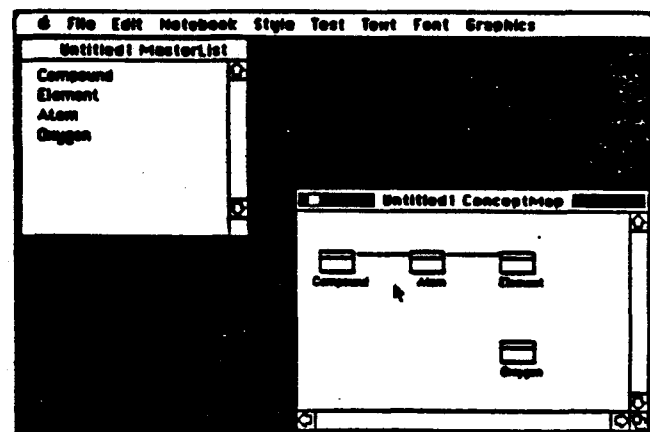 File Edit Notebook Style Test Text Font Graphics
Untitled1 MasterList
Compound
Element
Atom
Oxygen
Untitled1 ConceptMap
Compound Atom Element
Oxygen